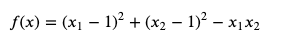 f(x) = (x₁ − 1)² + (x₂ − 1)² − x₁x₂